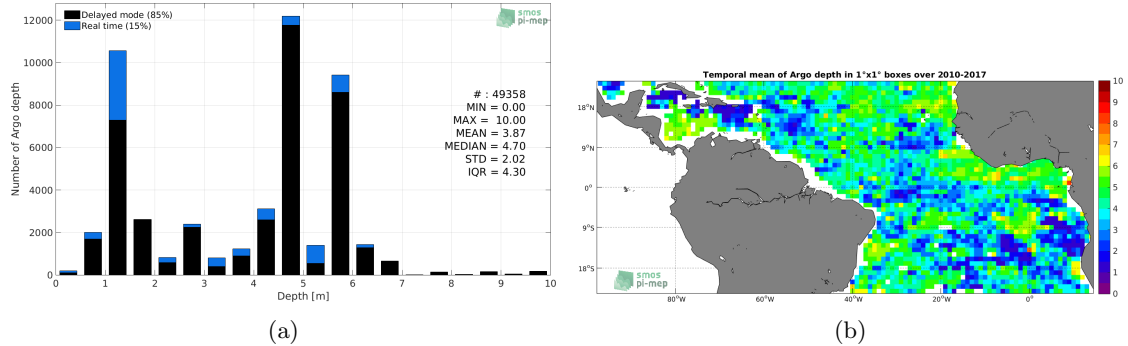 Delayed mode (85%)
Real time (15%)
smos
pi-mep
12000
10000
8000
6000
4000
2000
0
Number of Argo depth
# : 49358
MIN = 0.00
MAX = 10.00
MEAN = 3.87
MEDIAN = 4.70
STD = 2.02
IQR = 4.30
0 1 2 3 4 5 6 7 8 9 10
Depth [m]
(a)
Temporal mean of Argo depth in 1°x1° boxes over 2010-2017
18°N
9°N
0°
9°S
18°S
80°W 60°W 40°W 20°W 0°
smos
pi-mep
10
9
8
7
6
5
4
3
2
1
0
(b)